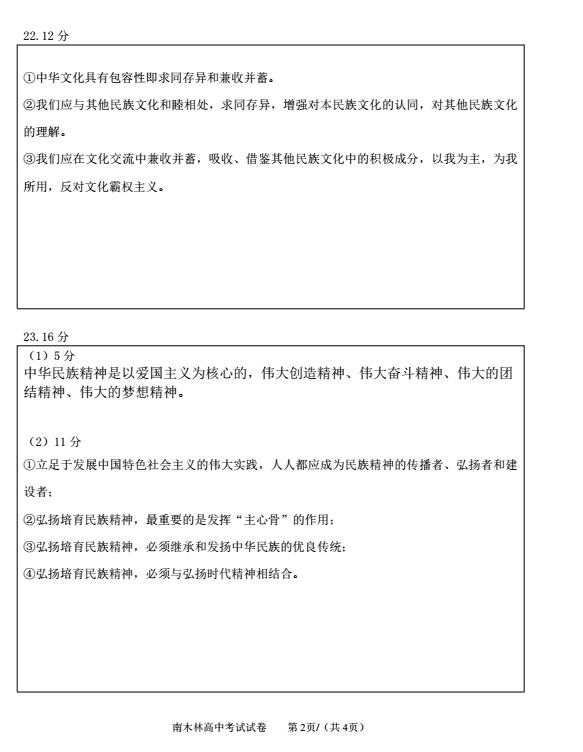 22.12 分
①中华文化具有包容性即求同存异和兼收并蓄。
②我们应与其他民族文化和睦相处，求同存异，增强对本民族文化的认同，对其他民族文化
的理解。
③我们应在文化交流中兼收并蓄，吸收、借鉴其他民族文化中的积极成分，以我为主，为我
所用，反对文化霸权主义。
23.16 分
（1）5 分
中华民族精神是以爱国主义为核心的，伟大创造精神、伟大奋斗精神、伟大的团
结精神、伟大的梦想精神。
（2）11 分
①立足于发展中国特色社会主义的伟大实践，人人都应成为民族精神的传播者、弘扬者和建
设者；
②弘扬培育民族精神，最重要的是发挥“主心骨”的作用；
③弘扬培育民族精神，必须继承和发扬中华民族的优良传统；
④弘扬培育民族精神，必须与弘扬时代精神相结合。
南木林高中考试试卷 第 2页/（共 4页）